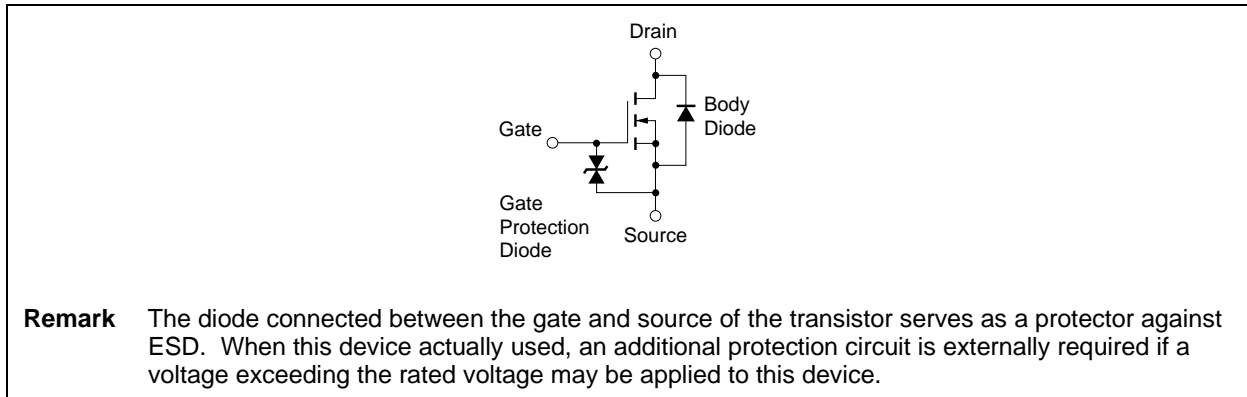 Drain
Body
Diode
Gate
Gate
Protection
Diode
Source
Remark The diode connected between the gate and source of the transistor serves as a protector against
ESD. When this device actually used, an additional protection circuit is externally required if a
voltage exceeding the rated voltage may be applied to this device.